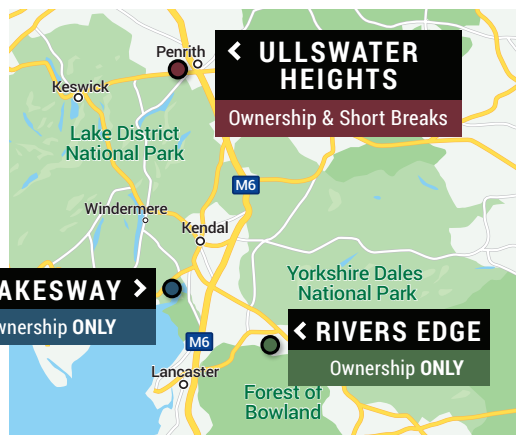 Penrith
ULLSWATER
HEIGHTS
Ownership & Short Breaks
Keswick
Lake District
National Park
M6
Windermere
Kendal
AKESWAY
wnership ONLY
Yorkshire Dales
National Park
M6
RIVERS EDGE
Ownership ONLY
Lancaster
Forest of
Bowland